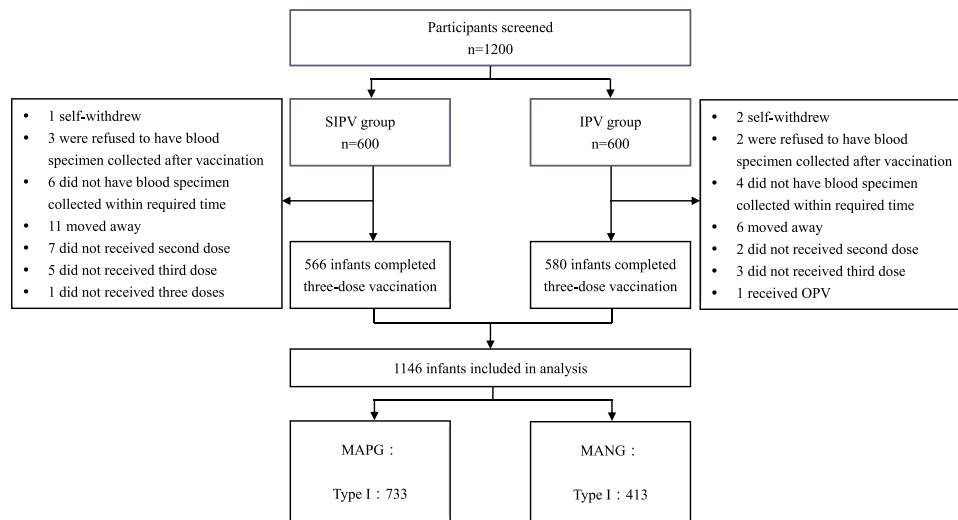 Participants screened
n=1200
SIPV group
n=600
IPV group
n=600
• 1 self-withdrew
• 3 were refused to have blood
specimen collected after vaccination
• 6 did not have blood specimen
collected within required time
• 11 moved away
• 7 did not received second dose
• 5 did not received third dose
• 1 did not received three doses
• 2 self-withdrew
• 2 were refused to have blood
specimen collected after vaccination
• 4 did not have blood specimen
collected within required time
• 6 moved away
• 2 did not received second dose
• 3 did not received third dose
• 1 received OPV
566 infants completed
three-dose vaccination
580 infants completed
three-dose vaccination
1146 infants included in analysis
MAPG：
Type I：733
MANG：
Type I：413